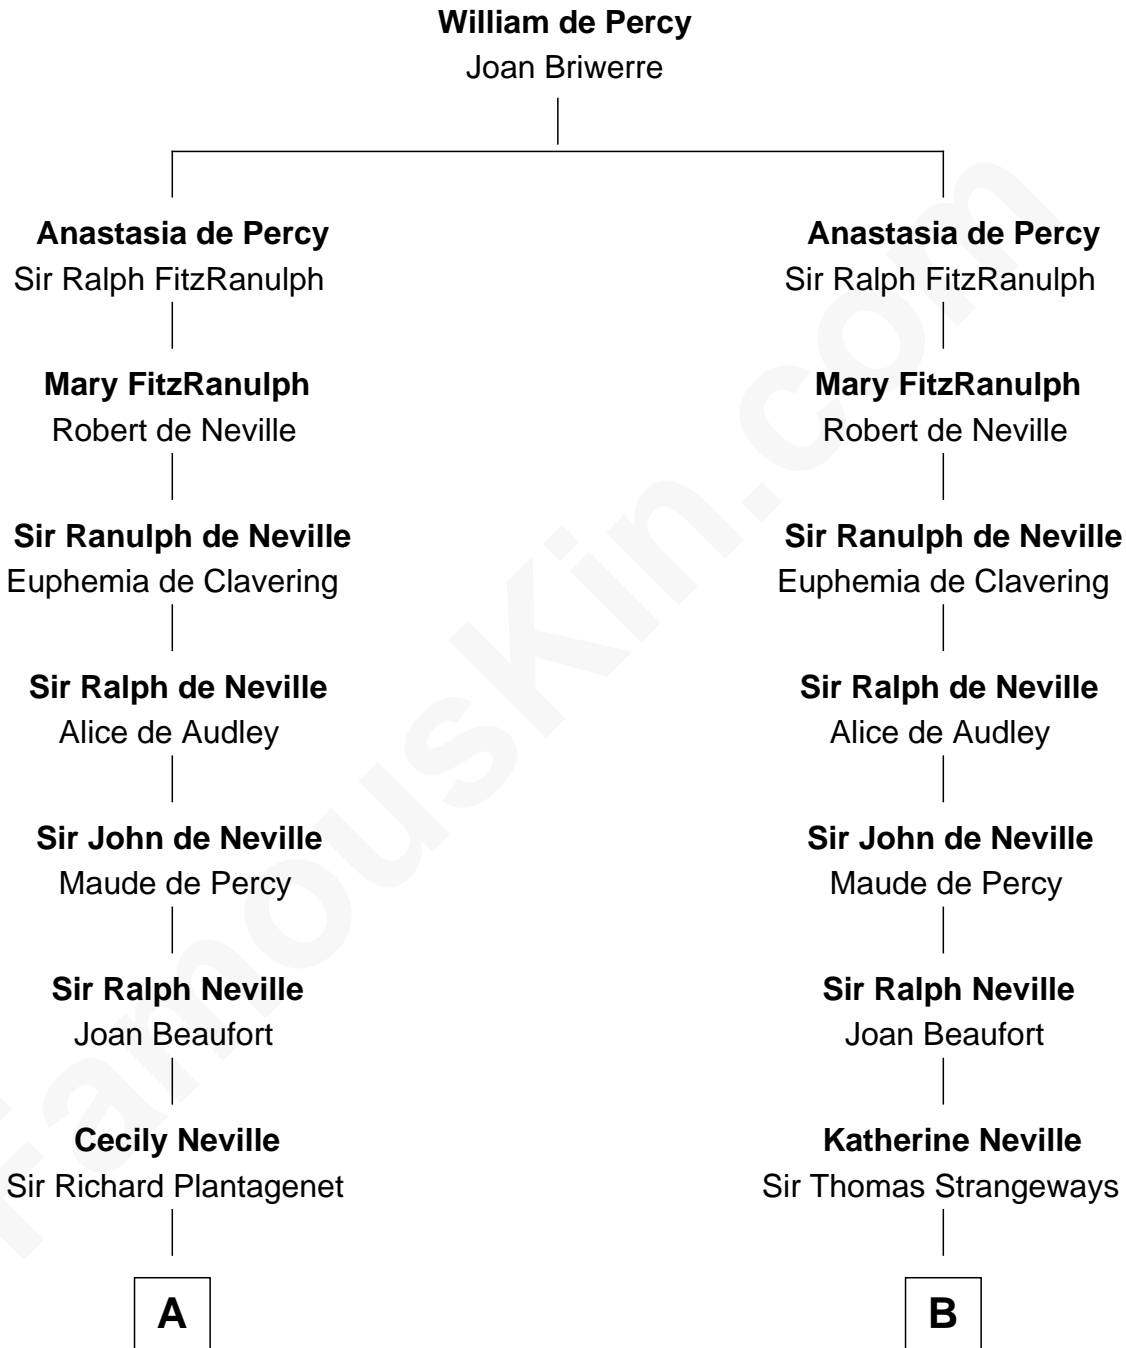 William de Percy
Joan Briwerre
Anastasia de Percy
Sir Ralph FitzRanulph
Mary FitzRanulph
Robert de Neville
Sir Ranulph de Neville
Euphemia de Clavering
Sir Ralph de Neville
Alice de Audley
Sir John de Neville
Maude de Percy
Sir Ralph Neville
Joan Beaufort
Cecily Neville
Sir Richard Plantagenet
A
Anastasia de Percy
Sir Ralph FitzRanulph
Mary FitzRanulph
Robert de Neville
Sir Ranulph de Neville
Euphemia de Clavering
Sir Ralph de Neville
Alice de Audley
Sir John de Neville
Maude de Percy
Sir Ralph Neville
Joan Beaufort
Katherine Neville
Sir Thomas Strangeways
B
FamousKin.com